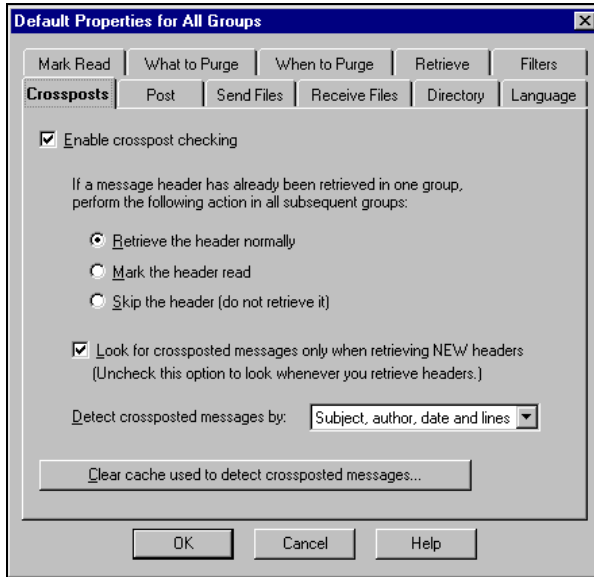 Default Properties for All Groups
Mark Read What to Purge When to Purge Retrieve Filters
Crossposts Post Send Files Receive Files Directory Language
Enable crosspost checking
If a message header has already been retrieved in one group,
perform the following action in all subsequent groups:
Retrieve the header normally
Mark the header read
Skip the header (do not retrieve it)
Look for crossposted messages only when retrieving NEW headers
(Uncheck this option to look whenever you retrieve headers.)
Detect crossposted messages by: Subject, author, date and lines
Clear cache used to detect crossposted messages...
OK Cancel Help